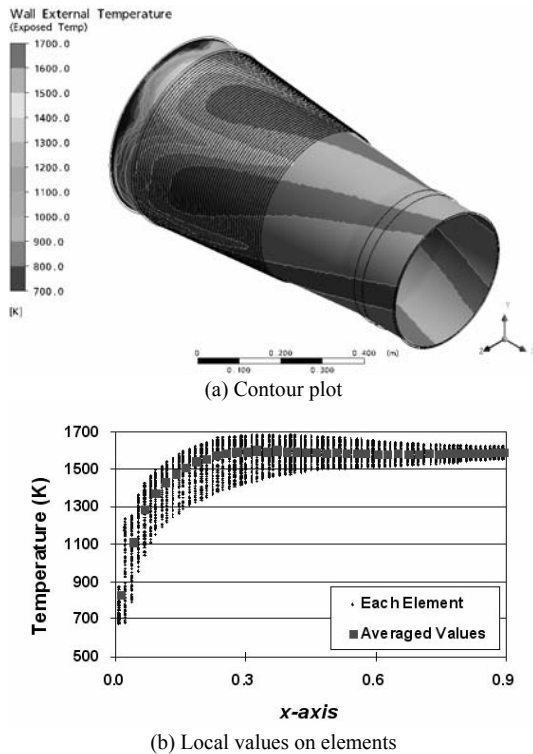 Wall External Temperature
(Exposed Temp)
1700.0
1600.0
1500.0
1400.0
1300.0
1200.0
1100.0
1000.0
900.0
800.0
700.0
[K]
0 0.200 0.400 (m)
0.100 0.300
Y
Z
(a) Contour plot
Temperature (K)
1700
1500
1300
1100
900
700
500
Each Element
Averaged Values
0.0 0.3 0.6 0.9
x-axis
(b) Local values on elements